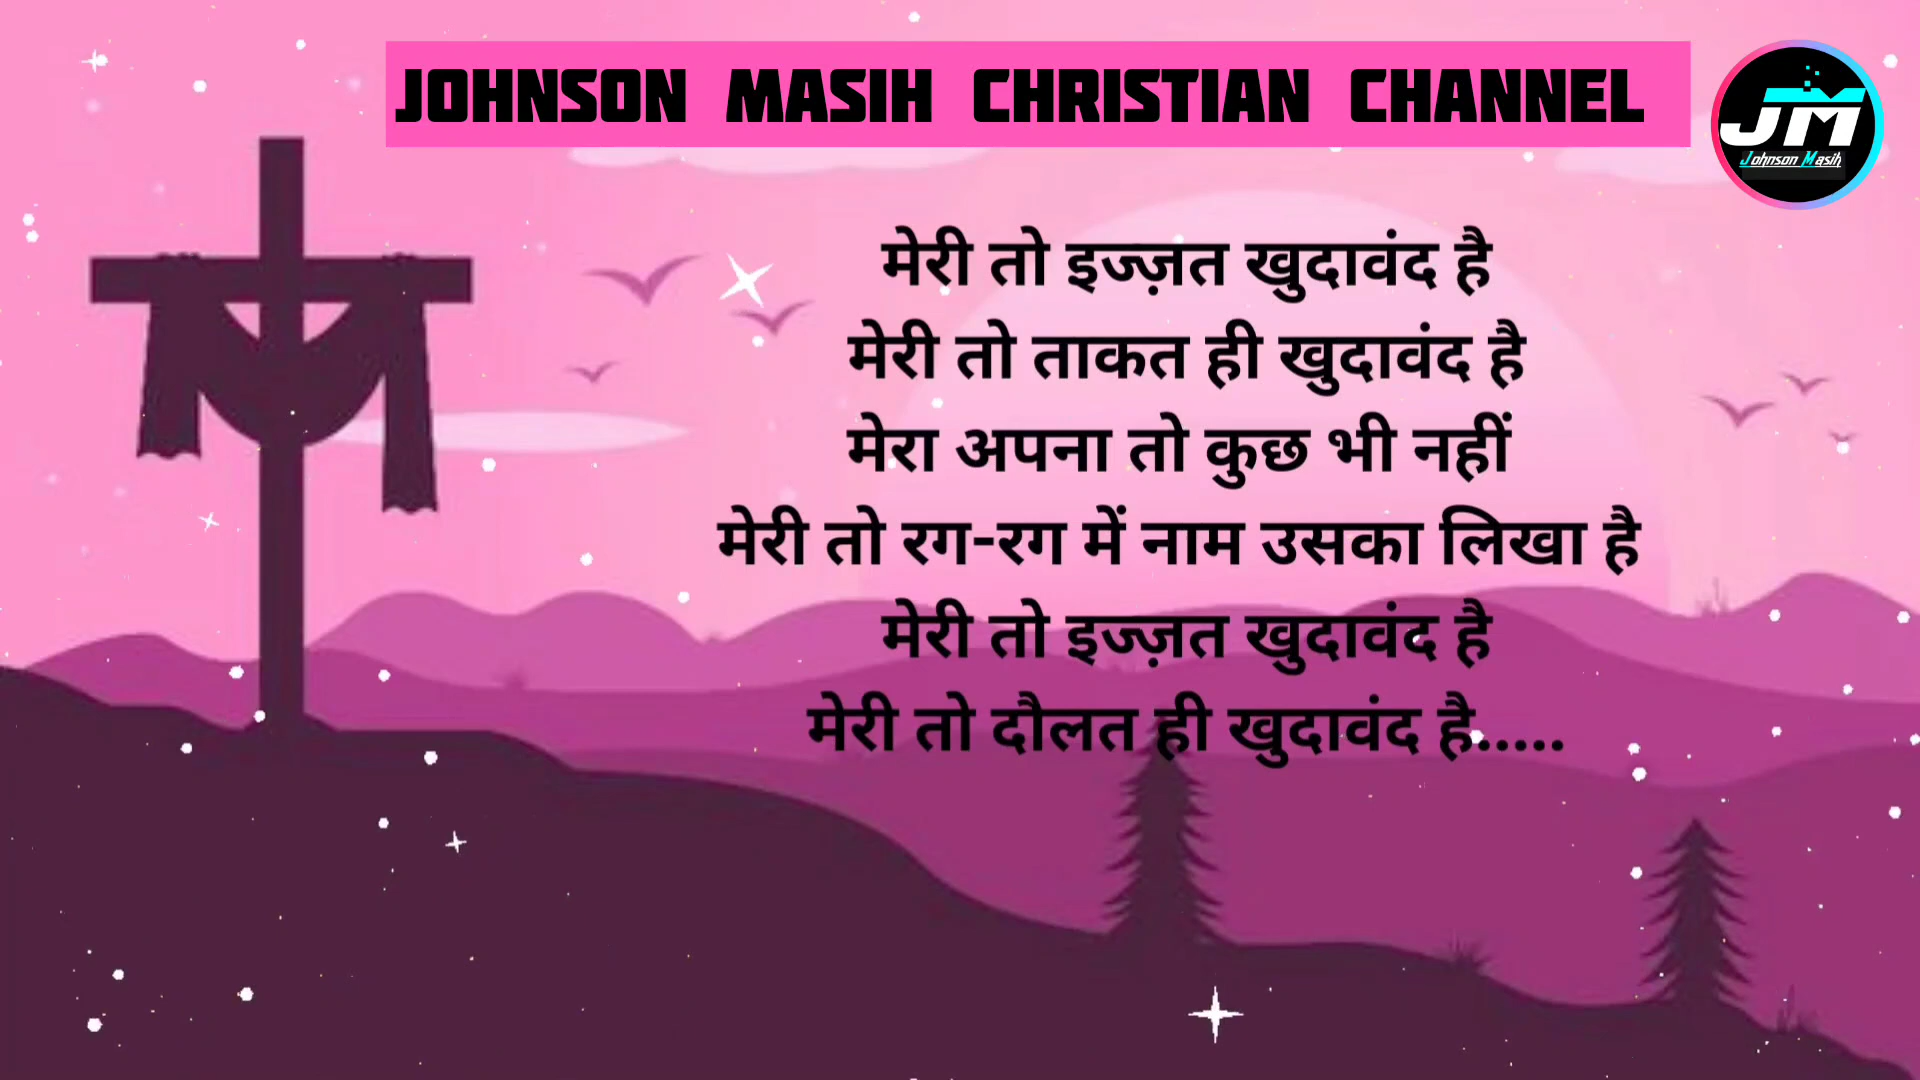 JOHNSON MASIH CHRISTIAN CHANNEL
JM
Johnson Masih
मेरी तो इज्ज़त खुदावंद है
मेरी तो ताकत ही खुदावंद है
मेरा अपना तो कुछ भी नहीं
मेरी तो रग-रग में नाम उसका लिखा है
मेरी तो इज्ज़त खुदावंद है
मेरी तो दौलत ही खुदावंद है.....